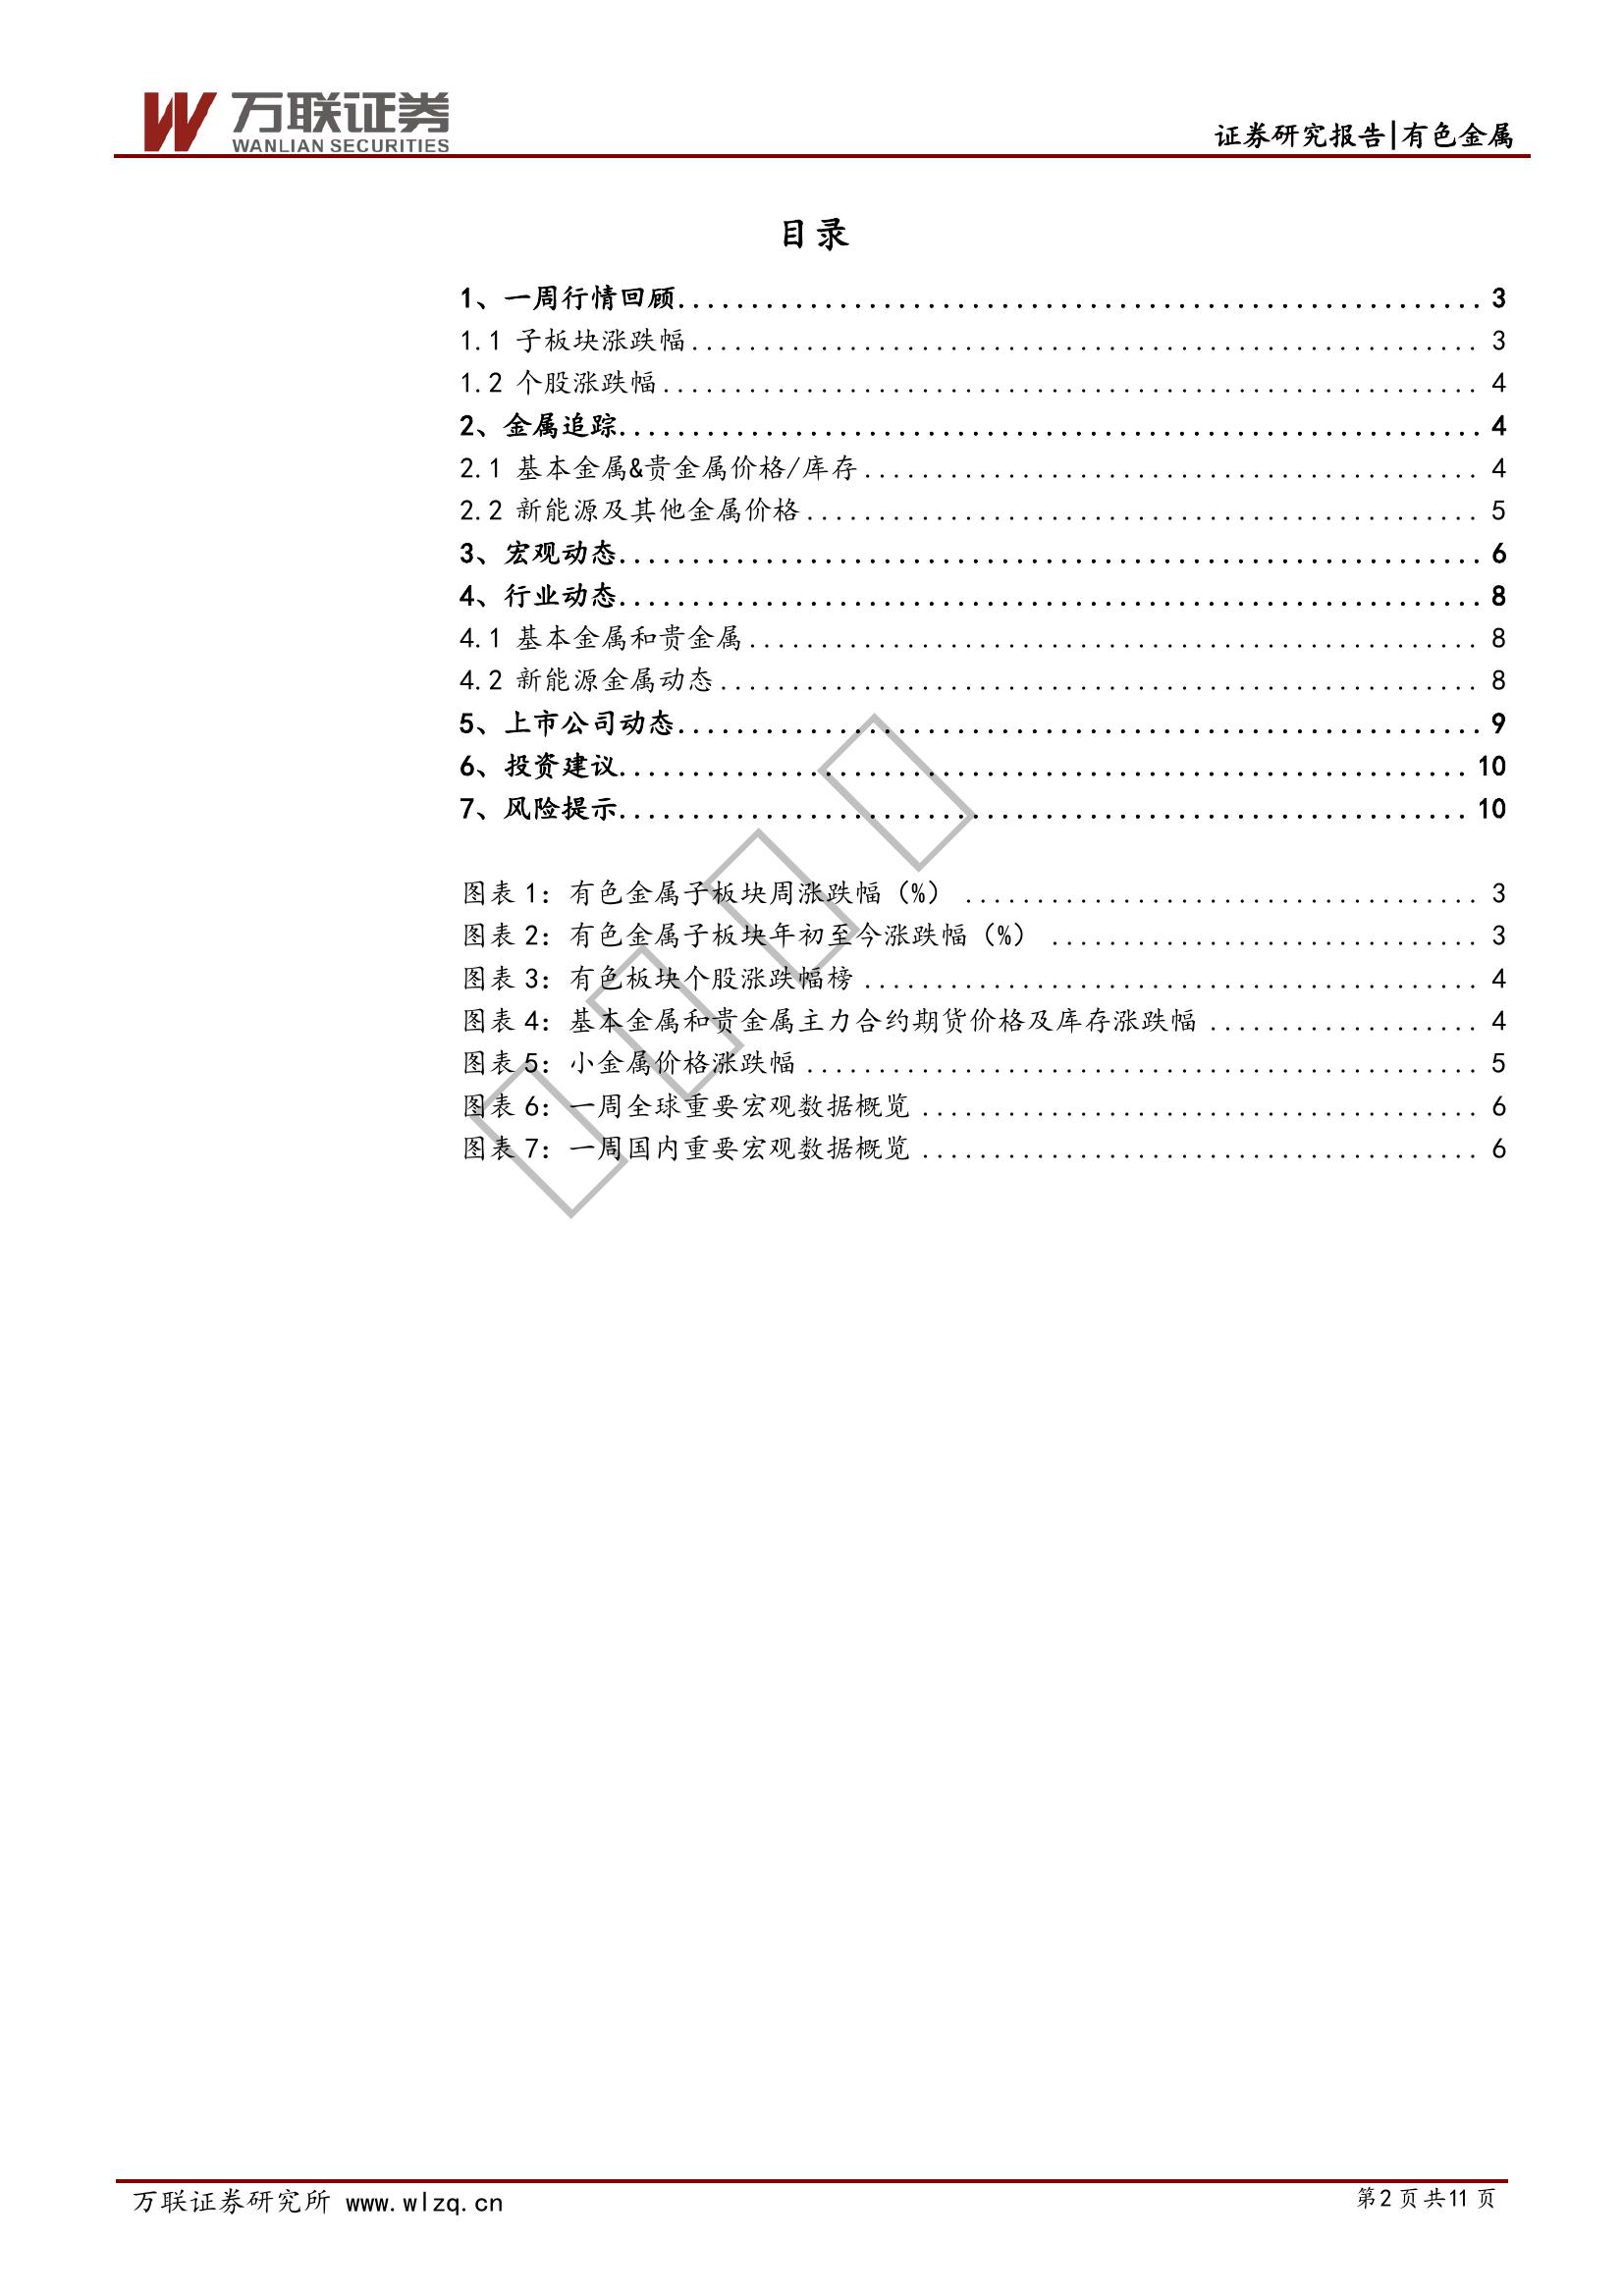 万联证券
WANLIAN SECURITIES
证券研究报告|有色金属
目录
1、一周行情回顾.......................................................3
1.1 子板块涨跌幅.......................................................3
1.2 个股涨跌幅.........................................................4
2、金属追踪...........................................................4
2.1 基本金属&贵金属价格/库存...........................................4
2.2 新能源及其他金属价格...............................................5
3、宏观动态...........................................................6
4、行业动态...........................................................8
4.1 基本金属和贵金属...................................................8
4.2 新能源金属动态.....................................................8
5、上市公司动态.......................................................9
6、投资建议..........................................................10
7、风险提示..........................................................10
图表 1：有色金属子板块周涨跌幅（%） ....................................3
图表 2：有色金属子板块年初至今涨跌幅（%） ..............................3
图表 3：有色板块个股涨跌幅榜 ...........................................4
图表 4：基本金属和贵金属主力合约期货价格及库存涨跌幅 ...................4
图表 5：小金属价格涨跌幅 ...............................................5
图表 6：一周全球重要宏观数据概览 .......................................6
图表 7：一周国内重要宏观数据概览 .......................................6
万联证券研究所 www.wlzq.cn
第2页共11页